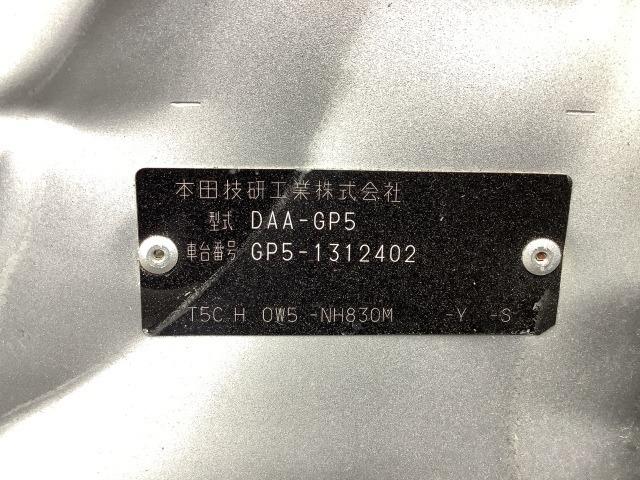 本田技研工業株式会社
型式 DAA-GP5
車台番号 GP5-1312402
T5C H 0W5 -NH830M -Y -S